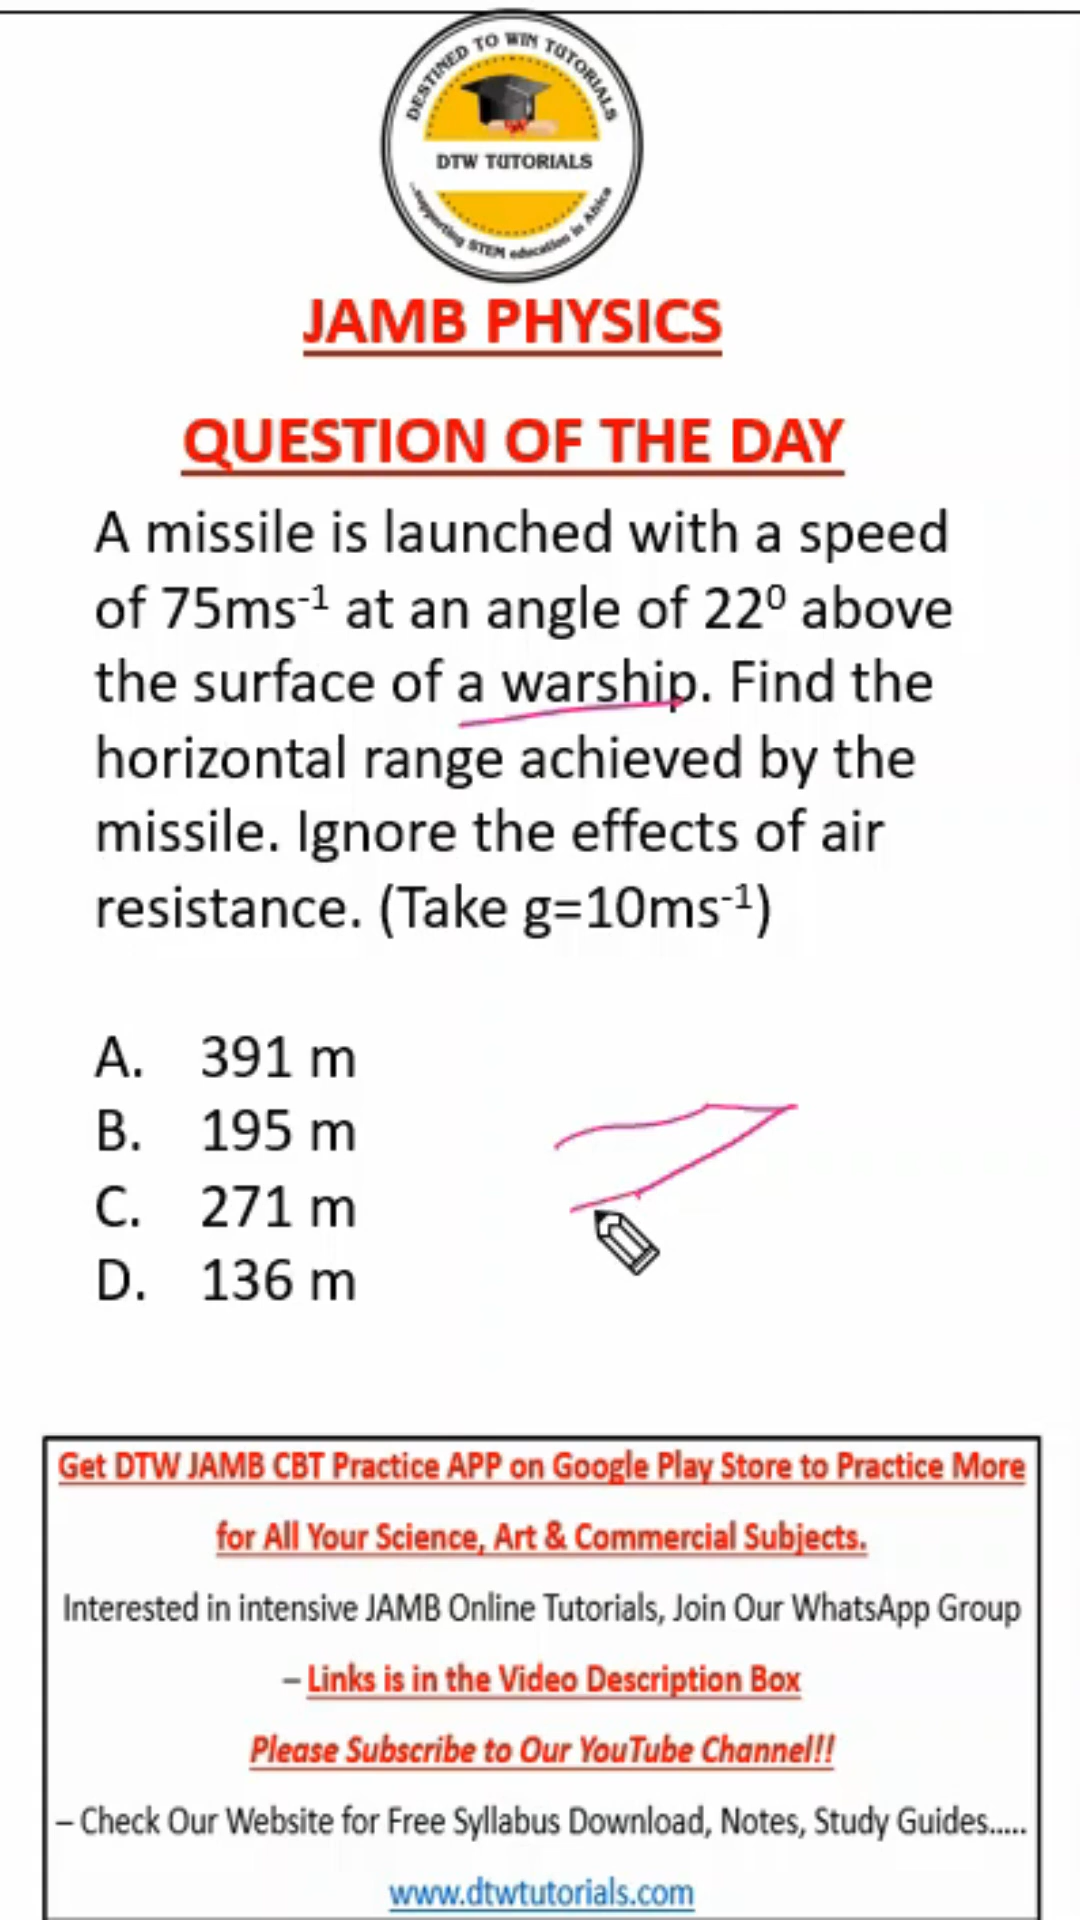 DESTINED TO WIN TUTORIALS
DTW TUTORIALS
...supporting STEM education in Africa
JAMB PHYSICS
QUESTION OF THE DAY
A missile is launched with a speed
of 75ms⁻¹ at an angle of 22⁰ above
the surface of a warship. Find the
horizontal range achieved by the
missile. Ignore the effects of air
resistance. (Take g=10ms⁻¹)
A. 391 m
B. 195 m
C. 271 m
D. 136 m
Get DTW JAMB CBT Practice APP on Google Play Store to Practice More
for All Your Science, Art & Commercial Subjects.
Interested in intensive JAMB Online Tutorials, Join Our WhatsApp Group
– Links is in the Video Description Box
Please Subscribe to Our YouTube Channel!!
– Check Our Website for Free Syllabus Download, Notes, Study Guides.....
www.dtwtutorials.com